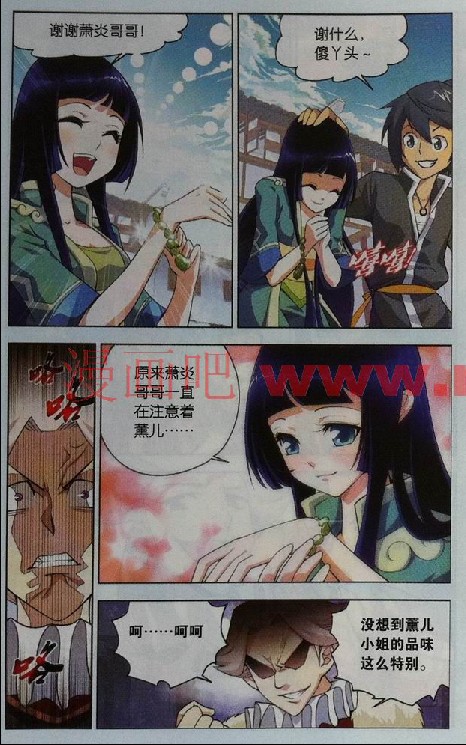 谢谢萧炎哥哥！
谢什么，
傻丫头～
嘻嘻！
咯
咯
咯
漫画吧 www.
原来萧炎
哥哥一直
在注意着
薰儿……
呵……呵呵
没想到薰儿
小姐的品味
这么特别。